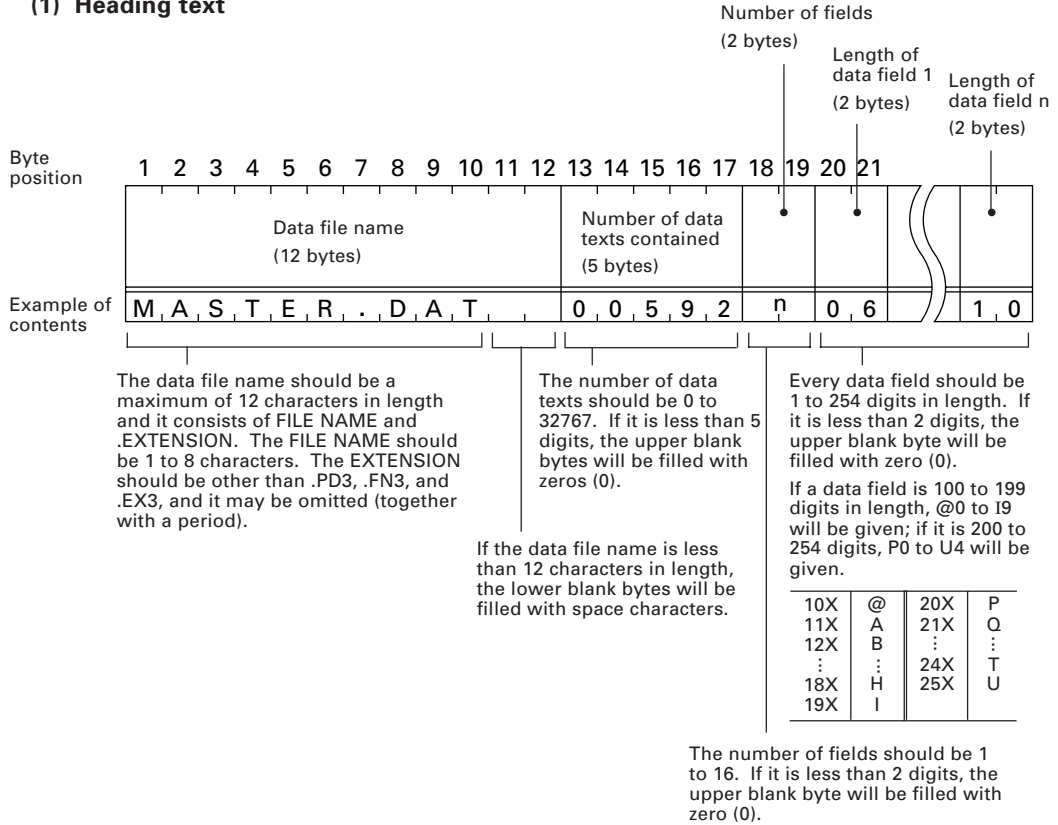 (1) Heading text
Number of fields
(2 bytes)
Length of
data field 1
(2 bytes)
Length of
data field n
(2 bytes)
Byte
position
1 2 3 4 5 6 7 8 9 10 11 12 13 14 15 16 17 18 19 20 21
Data file name
(12 bytes)
Number of data
texts contained
(5 bytes)
Example of
contents
M A S T E R . D A T 0 0 5 9 2 n 0 6 1 0
The data file name should be a
maximum of 12 characters in length
and it consists of FILE NAME and
.EXTENSION. The FILE NAME should
be 1 to 8 characters. The EXTENSION
should be other than .PD3, .FN3, and
.EX3, and it may be omitted (together
with a period).
If the data file name is less
than 12 characters in length,
the lower blank bytes will be
filled with space characters.
The number of data
texts should be 0 to
32767. If it is less than 5
digits, the upper blank
bytes will be filled with
zeros (0).
Every data field should be
1 to 254 digits in length. If
it is less than 2 digits, the
upper blank byte will be
filled with zero (0).
If a data field is 100 to 199
digits in length, @0 to I9
will be given; if it is 200 to
254 digits, P0 to U4 will be
given.
10X @ 20X P
11X A 21X Q
12X B ⋮ ⋮
⋮ ⋮ 24X T
18X H 25X U
19X I
The number of fields should be 1
to 16. If it is less than 2 digits, the
upper blank byte will be filled with
zero (0).